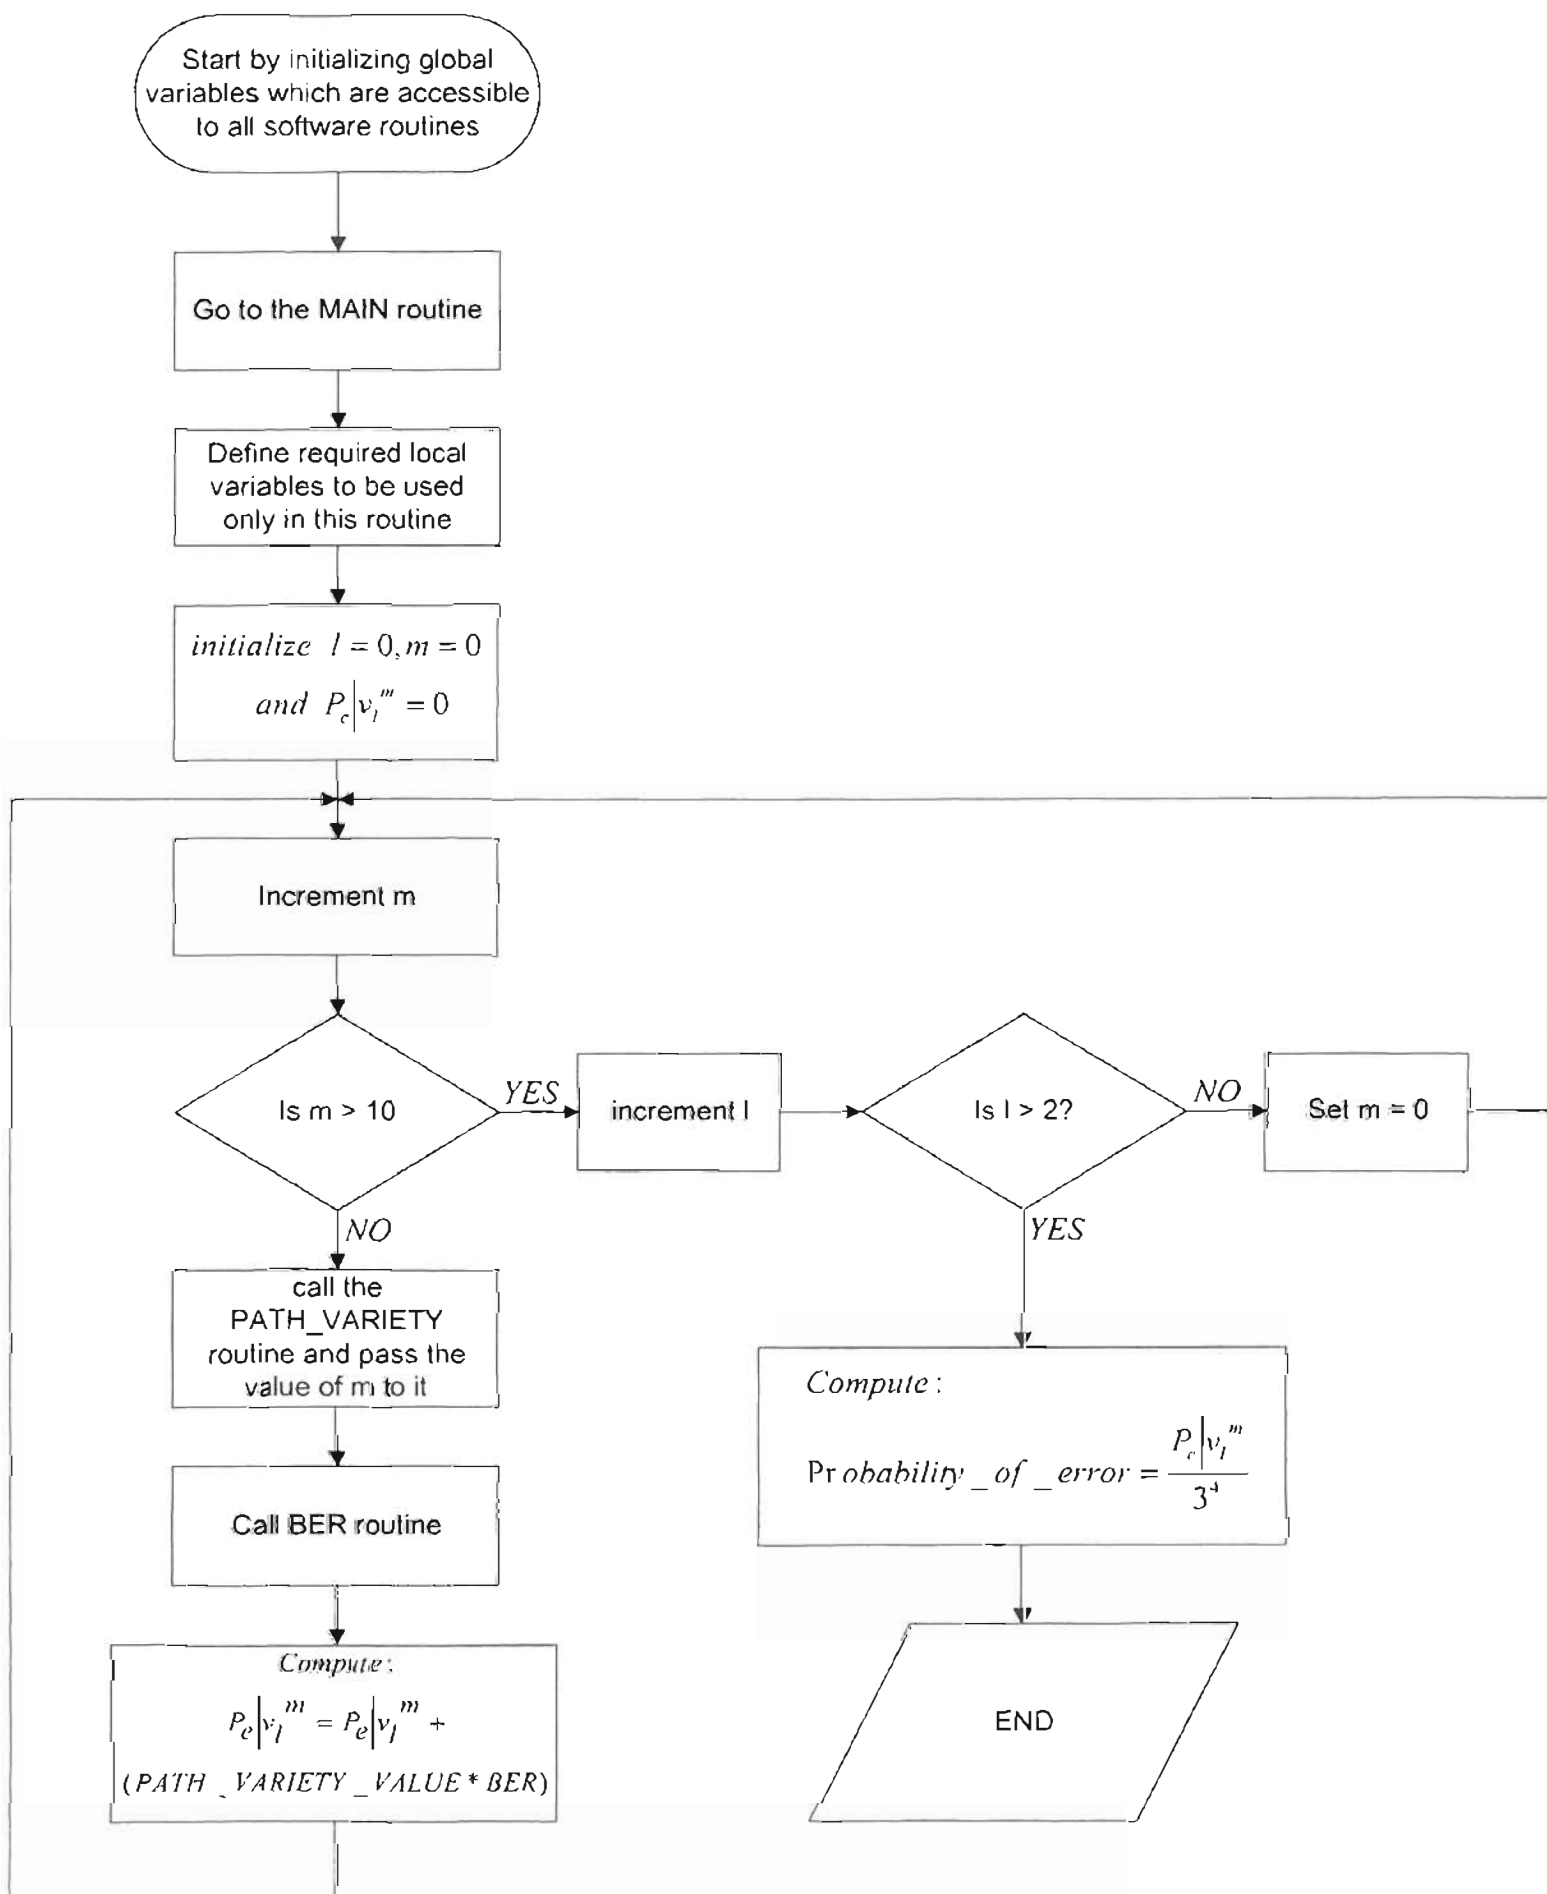 Start by initializing global
variables which are accessible
to all software routines
Go to the MAIN routine
Define required local
variables to be used
only in this routine
initialize l = 0, m = 0
and P_e|v_l^m = 0
Increment m
Is m > 10
YES
increment l
Is l > 2?
NO
Set m = 0
NO
YES
call the
PATH_VARIETY
routine and pass the
value of m to it
Call BER routine
Compute:
P_e|v_l^m = P_e|v_l^m +
(PATH_VARIETY_VALUE * BER)
Compute:
Probability_of_error = P_e|v_l^m / 3^4
END